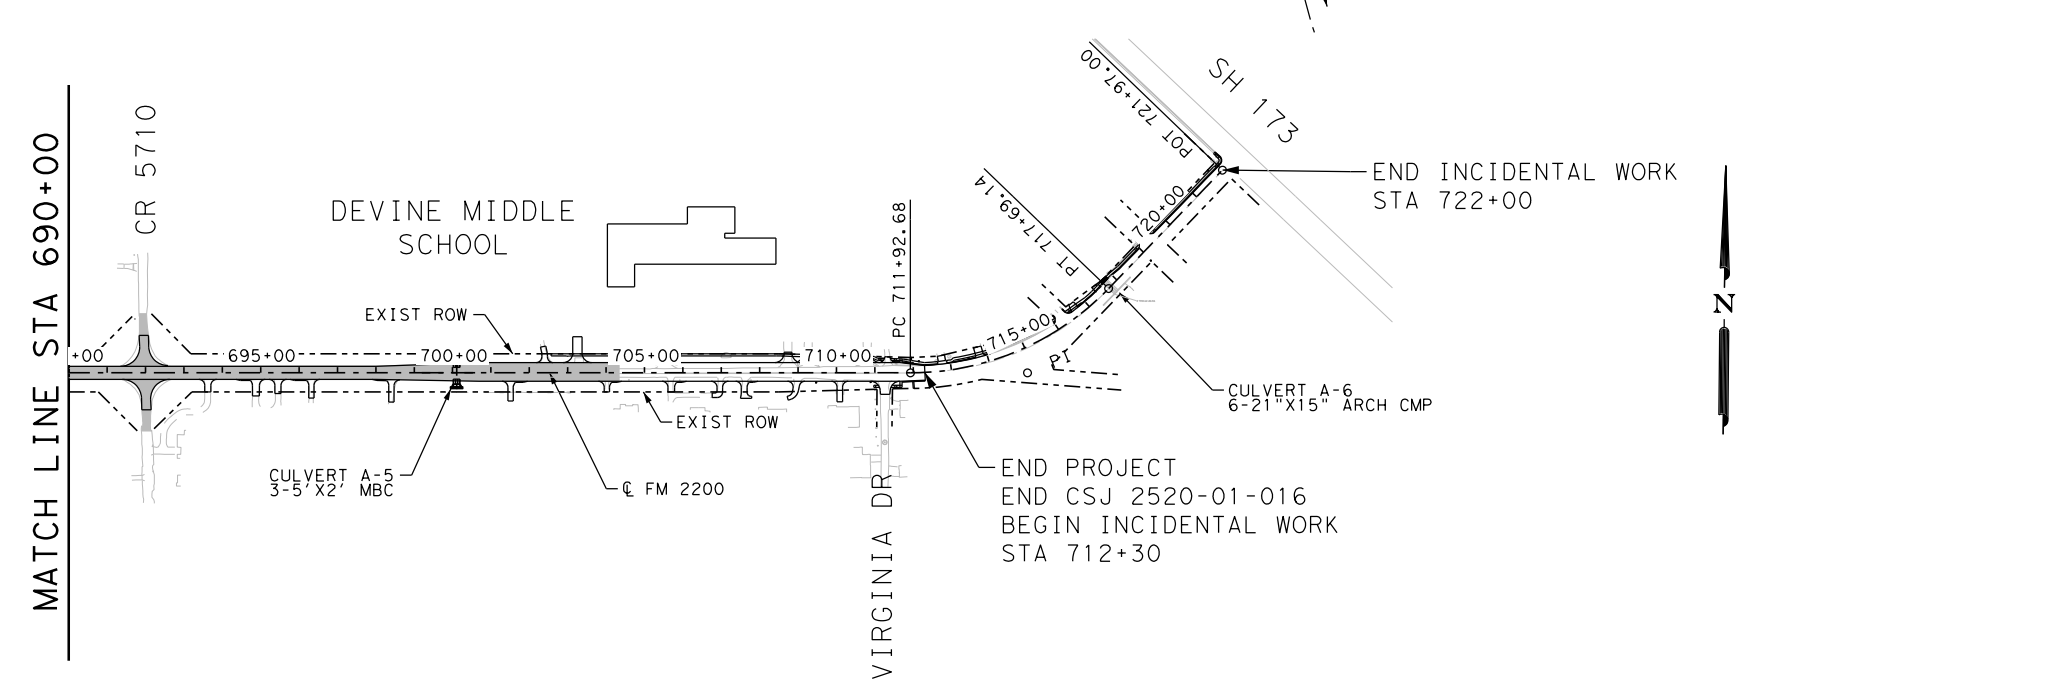 MATCH LINE STA 690+00
CR 5710
DEVINE MIDDLE
SCHOOL
EXIST ROW
+00
695+00
700+00
705+00
710+00
715+00
720+00
PC 711+92.68
PT 717+69.14
POT 721+97.00
SH 173
END INCIDENTAL WORK
STA 722+00
PI
N
CULVERT A-6
6-21"X15" ARCH CMP
EXIST ROW
CULVERT A-5
3-5'X2' MBC
℄ FM 2200
VIRGINIA DR
END PROJECT
END CSJ 2520-01-016
BEGIN INCIDENTAL WORK
STA 712+30